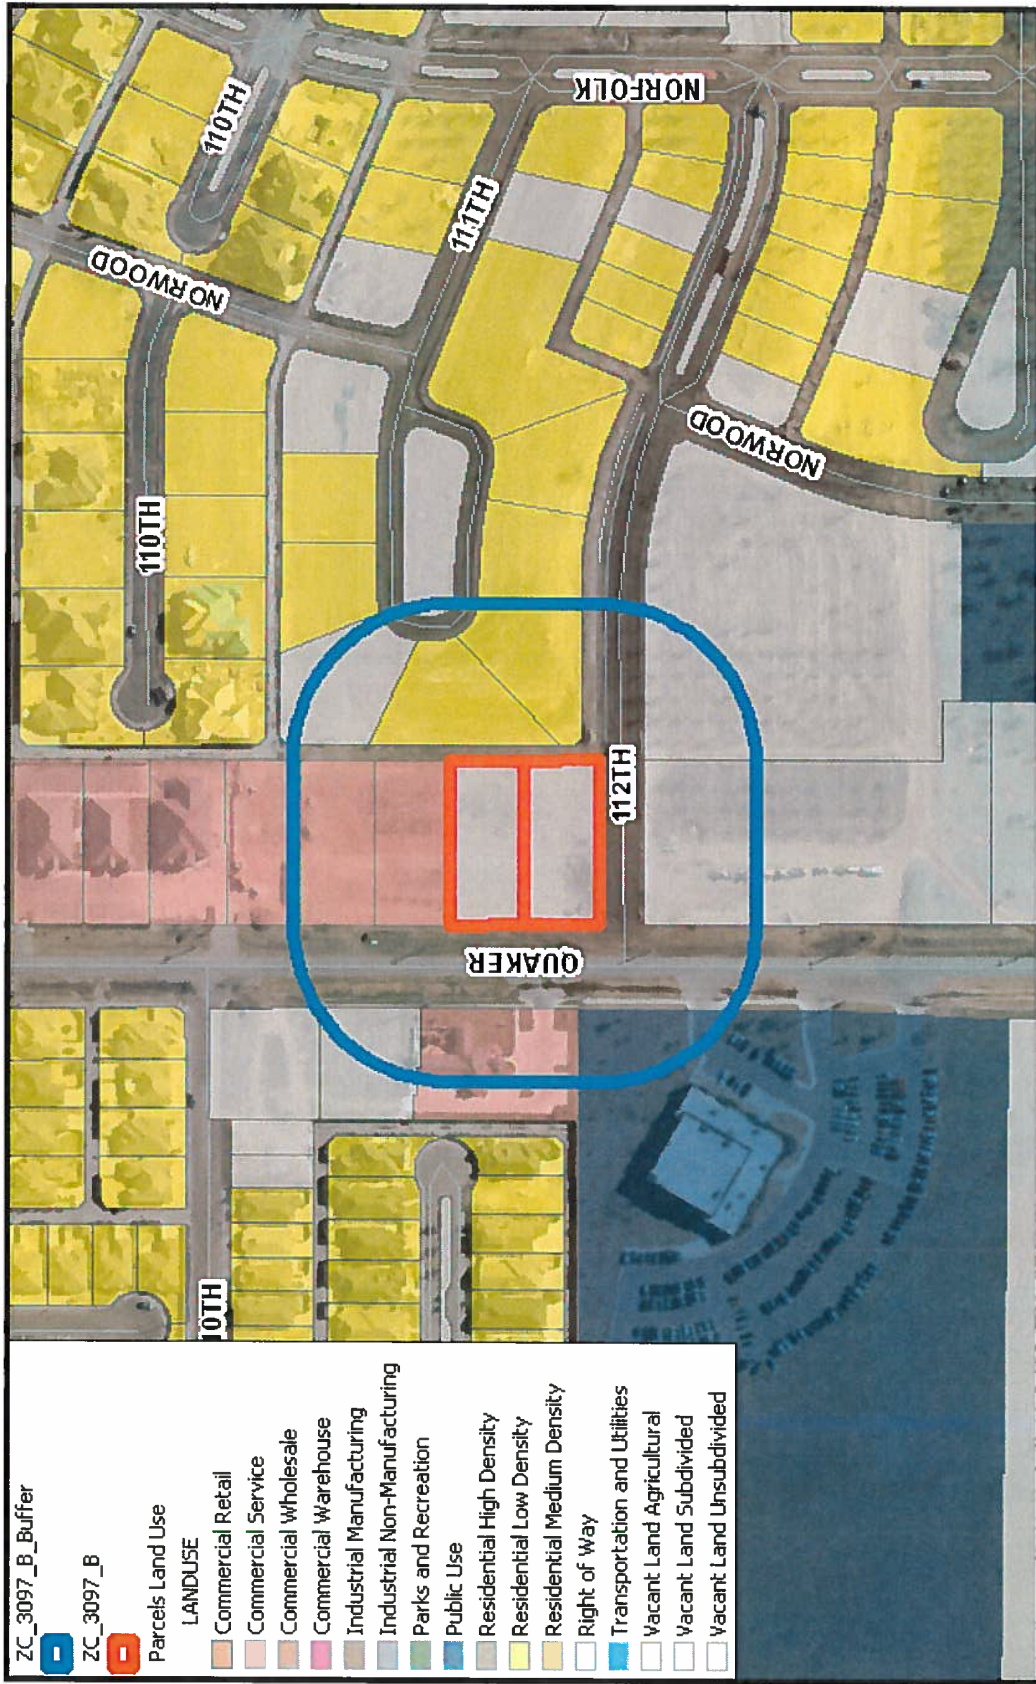 ZC_3097_B_Buffer
ZC_3097_B
Parcels Land Use
LANDUSE
Commercial Retail
Commercial Service
Commercial Wholesale
Commercial Warehouse
Industrial Manufacturing
Industrial Non-Manufacturing
Parks and Recreation
Public Use
Residential High Density
Residential Low Density
Residential Medium Density
Right of Way
Transportation and Utilities
Vacant Land Agricultural
Vacant Land Subdivided
Vacant Land Unsubdivided
10TH
QUAKER
112TH
110TH
NORWOOD
110TH
111TH
NORWOOD
NORFOLK